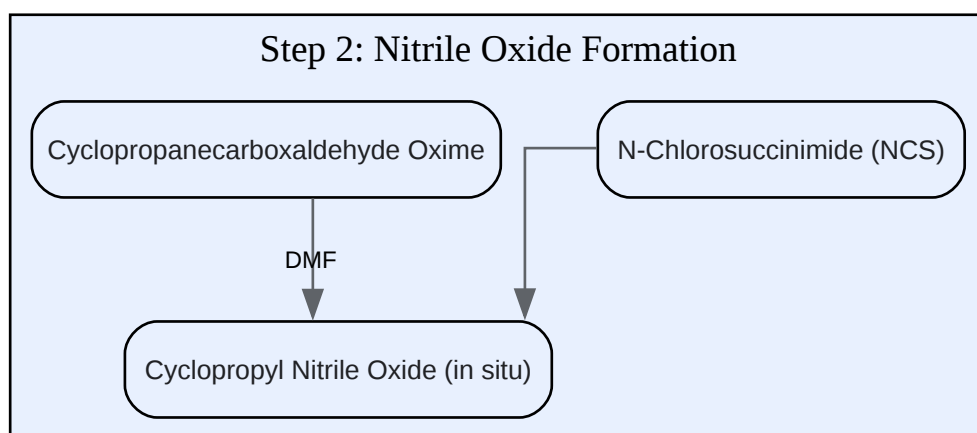 Step 2: Nitrile Oxide Formation
Cyclopropanecarboxaldehyde Oxime
N-Chlorosuccinimide (NCS)
DMF
Cyclopropyl Nitrile Oxide (in situ)